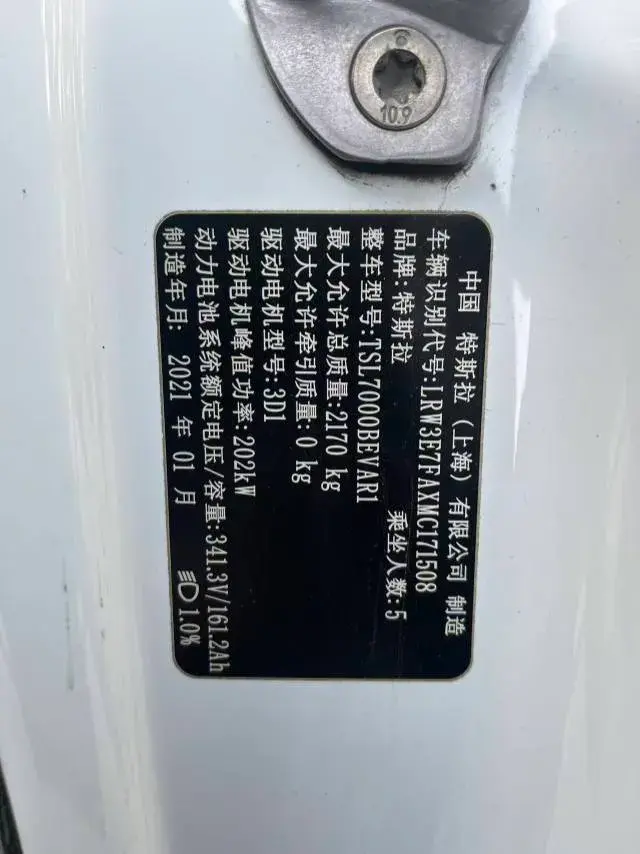 10.9
中国 特斯拉 (上海) 有限公司 制造
车辆识别代号:LRW3E7FAXMC171508
品牌:特斯拉 乘坐人数:5
整车型号:TSL7000BEVAR1
最大允许总质量:2170 kg
最大允许牵引质量:0 kg
驱动电机型号:3D1
驱动电机峰值功率:202kW
动力电池系统额定电压/容量:341.3V/161.2Ah
制造年月: 2021 年 01 月 1.0%